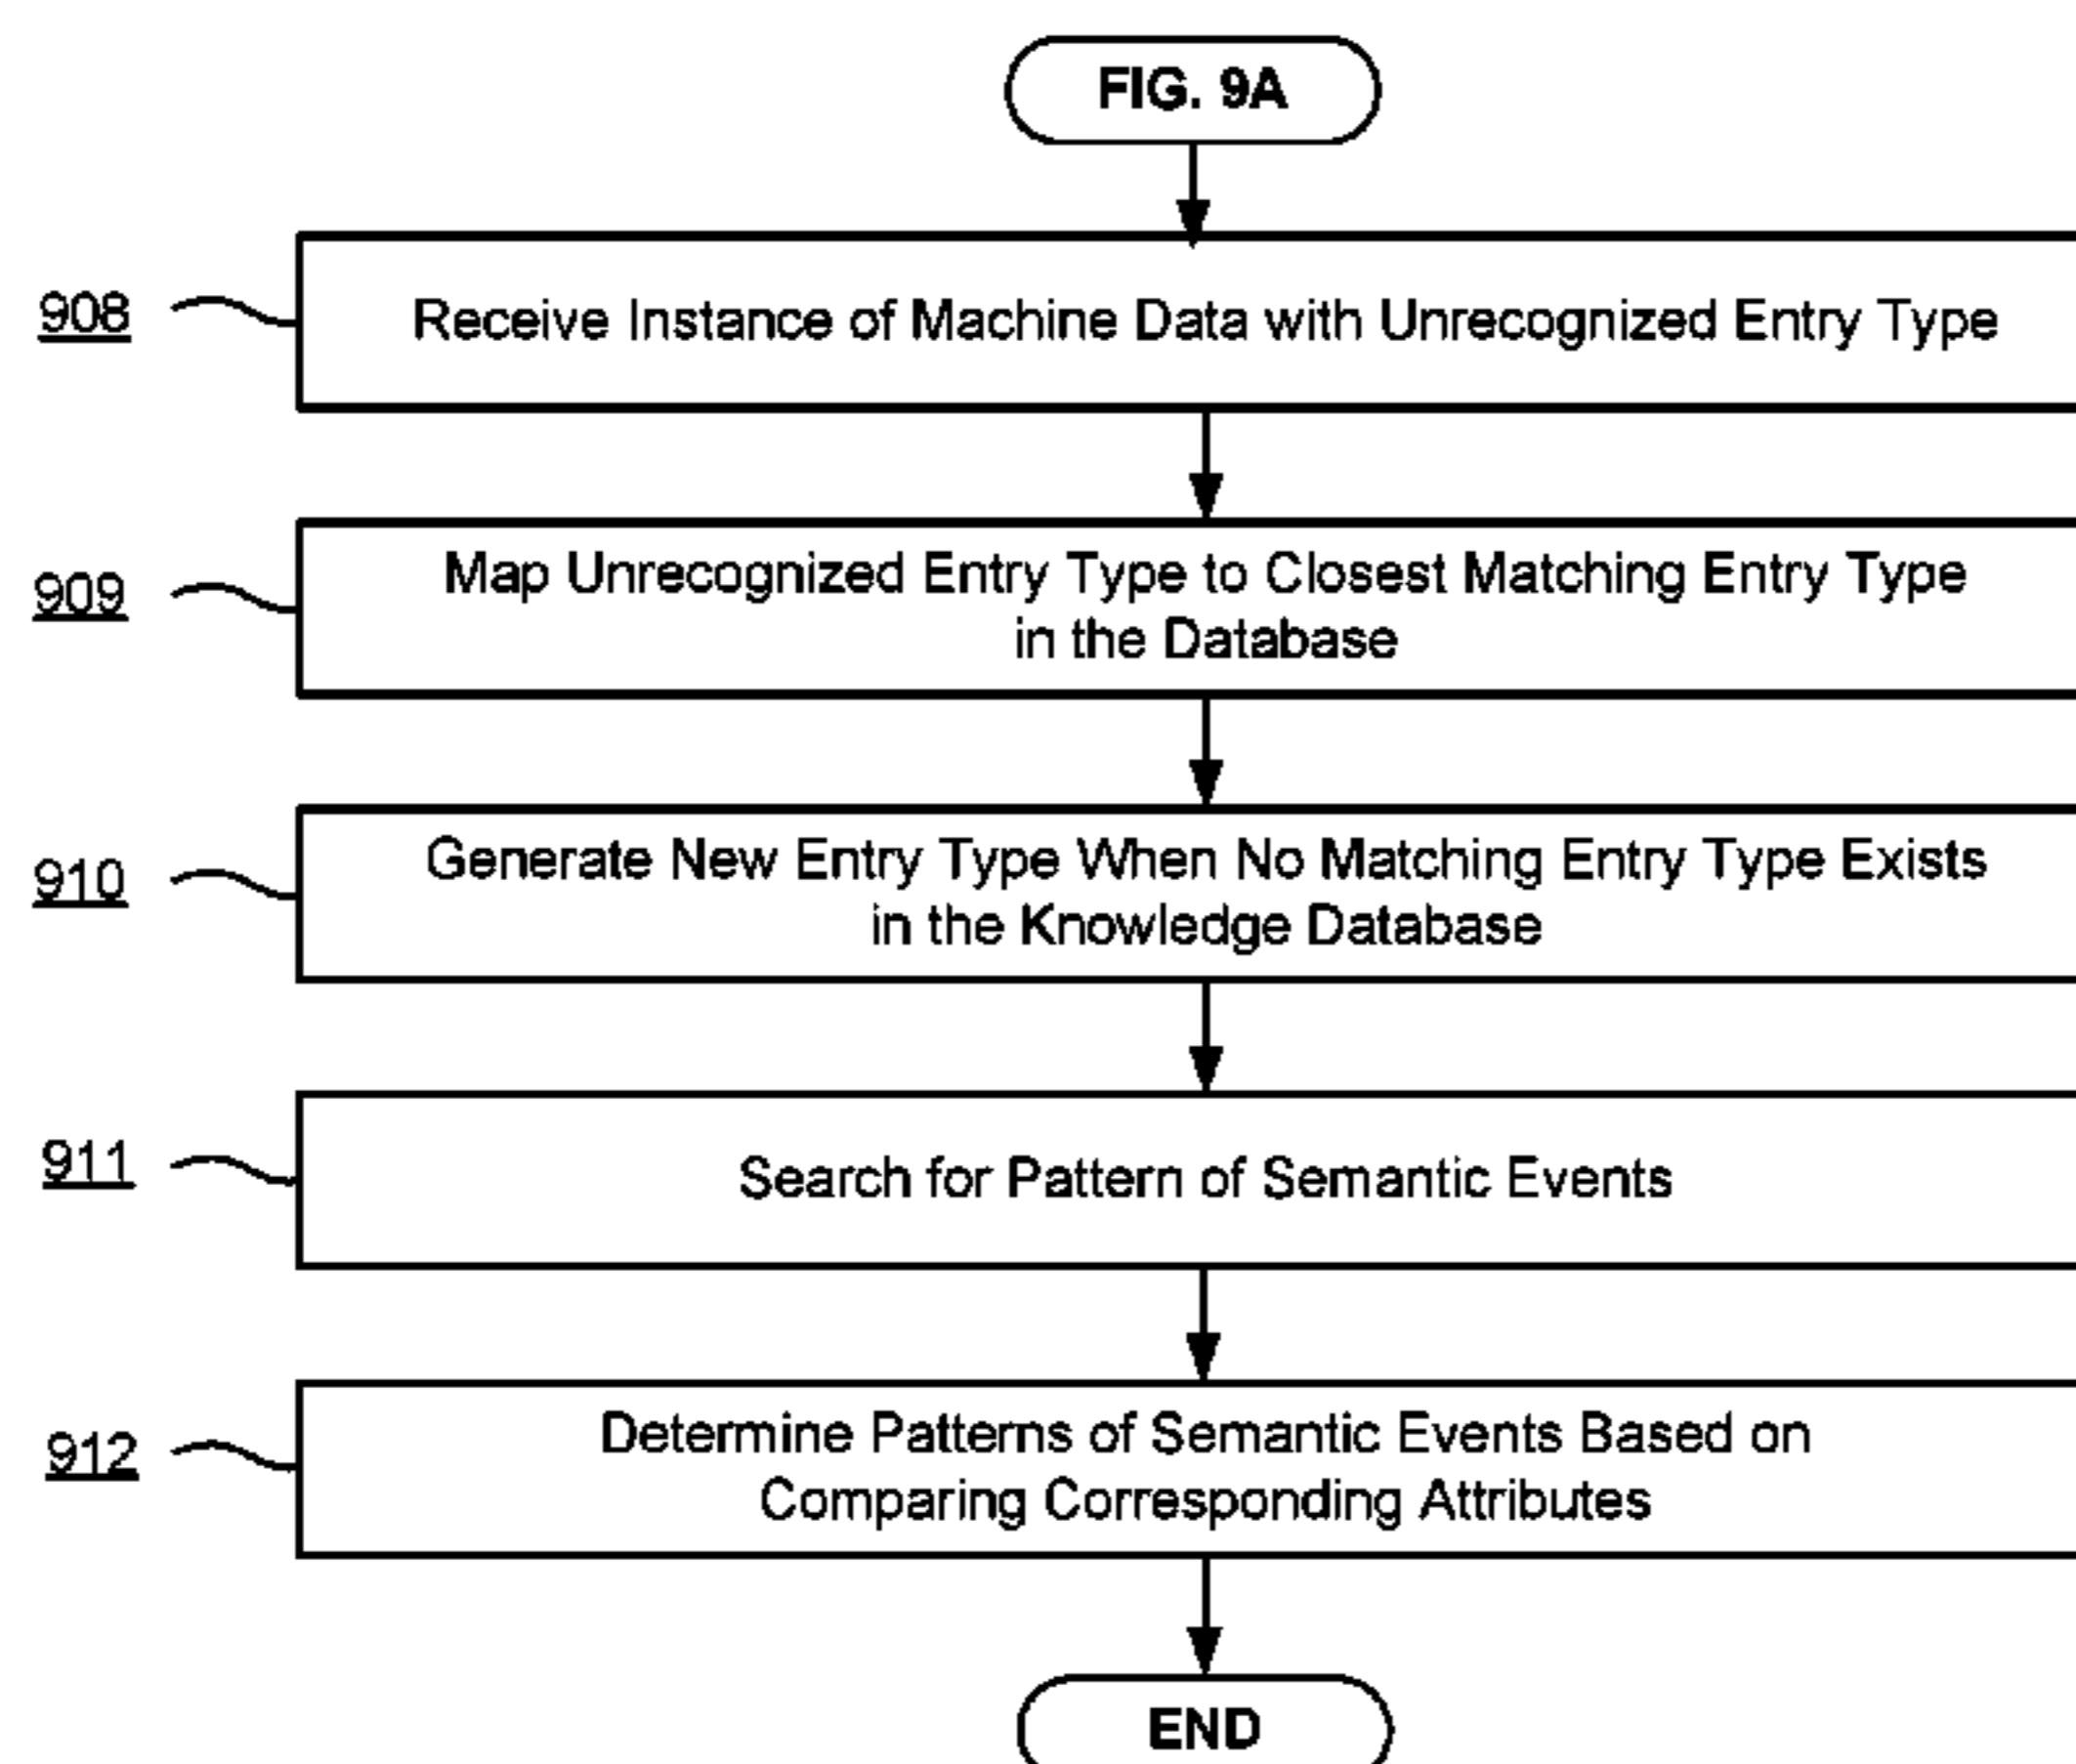 FIG. 9A
908
Receive Instance of Machine Data with Unrecognized Entry Type
909
Map Unrecognized Entry Type to Closest Matching Entry Type
in the Database
910
Generate New Entry Type When No Matching Entry Type Exists
in the Knowledge Database
911
Search for Pattern of Semantic Events
912
Determine Patterns of Semantic Events Based on
Comparing Corresponding Attributes
END